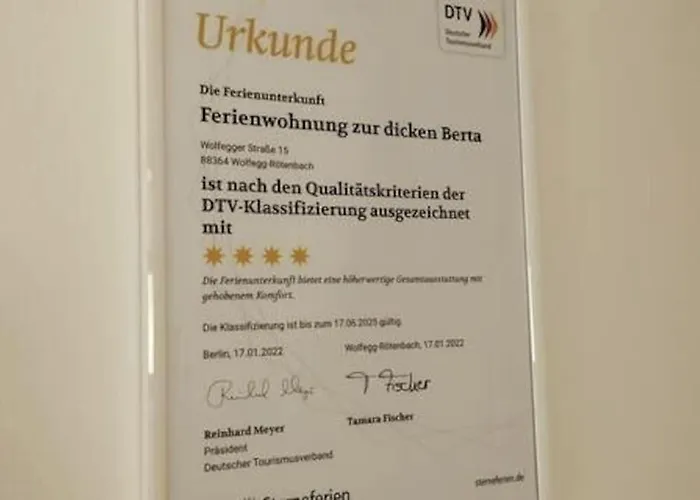 Urkunde
DTV
Deutscher
Tourismusverband
Die Ferienunterkunft
Ferienwohnung zur dicken Berta
Wolfegger Straße 15
88364 Wolfegg-Rötenbach
ist nach den Qualitätskriterien der
DTV-Klassifizierung ausgezeichnet
mit
Die Ferienunterkunft bietet eine höherwertige Gesamtausstattung mit
gehobenem Komfort.
Die Klassifizierung ist bis zum 17.06.2025 gültig.
Berlin, 17.01.2022
Wolfegg-Rötenbach, 17.01.2022
T Fischer
Reinhard Meyer
Tamara Fischer
Präsident
Deutscher Tourismusverband
sterneferien.de
Sterneferien